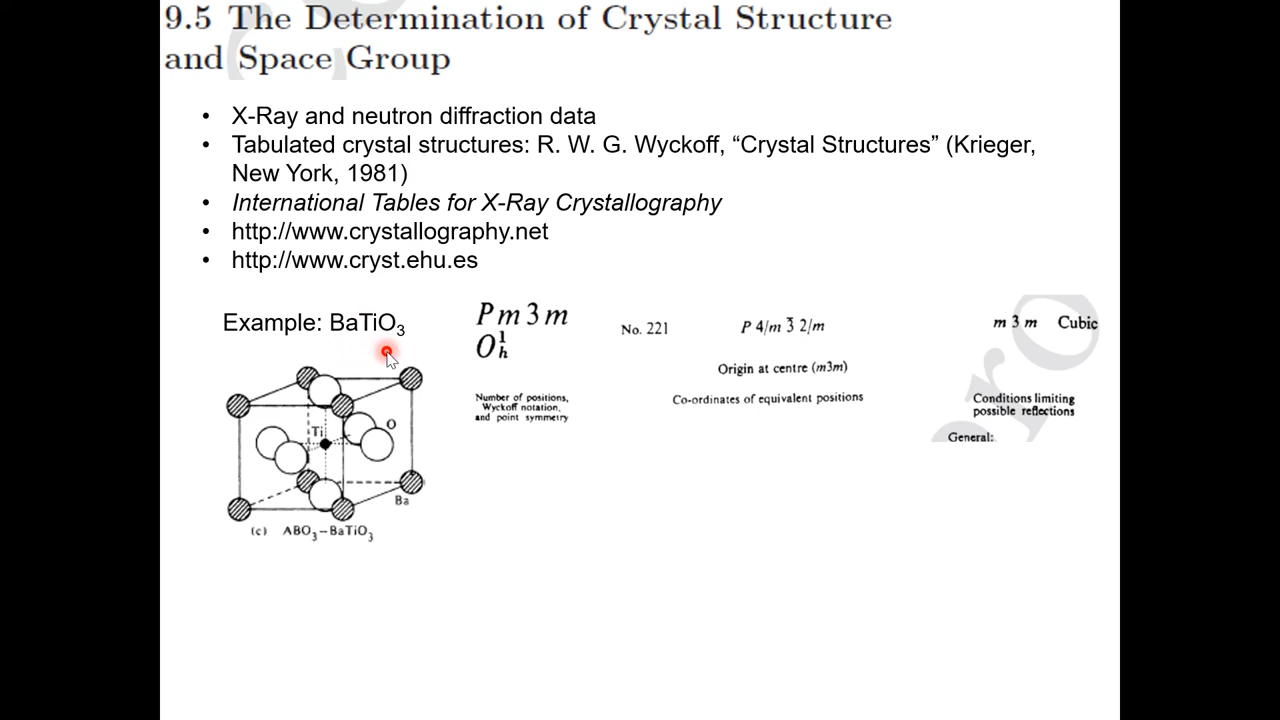 9.5 The Determination of Crystal Structure
and Space Group
• X-Ray and neutron diffraction data
• Tabulated crystal structures: R. W. G. Wyckoff, “Crystal Structures” (Krieger,
New York, 1981)
• International Tables for X-Ray Crystallography
• http://www.crystallography.net
• http://www.cryst.ehu.es
Example: BaTiO₃
Ti
O
Ba
(c) ABO₃–BaTiO₃
P m 3 m
O¹ₕ
No. 221
P 4/m 3̄ 2/m
m 3 m Cubic
Origin at centre (m3m)
Number of positions,
Wyckoff notation,
and point symmetry
Co-ordinates of equivalent positions
Conditions limiting
possible reflections
General: